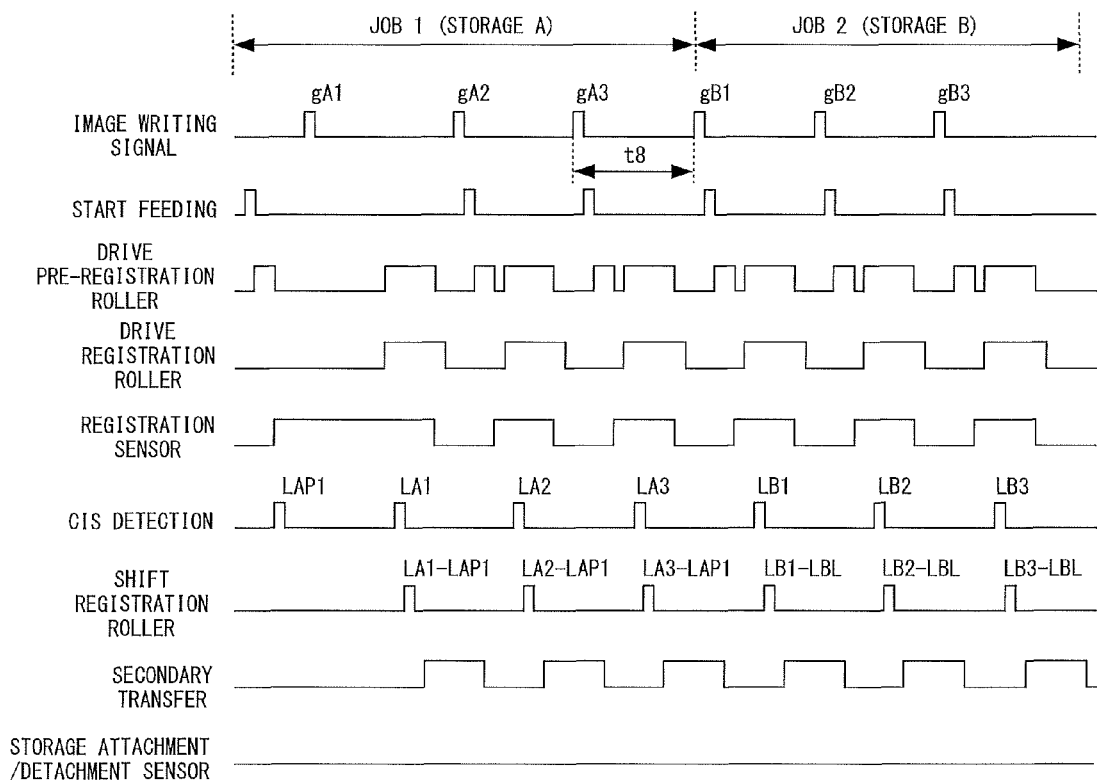 JOB 1 (STORAGE A) JOB 2 (STORAGE B)
gA1 gA2 gA3 gB1 gB2 gB3
IMAGE WRITING
SIGNAL
t8
START FEEDING
DRIVE
PRE-REGISTRATION
ROLLER
DRIVE
REGISTRATION
ROLLER
REGISTRATION
SENSOR
LAP1 LA1 LA2 LA3 LB1 LB2 LB3
CIS DETECTION
LA1-LAP1 LA2-LAP1 LA3-LAP1 LB1-LBL LB2-LBL LB3-LBL
SHIFT
REGISTRATION
ROLLER
SECONDARY
TRANSFER
STORAGE ATTACHMENT
/DETACHMENT SENSOR